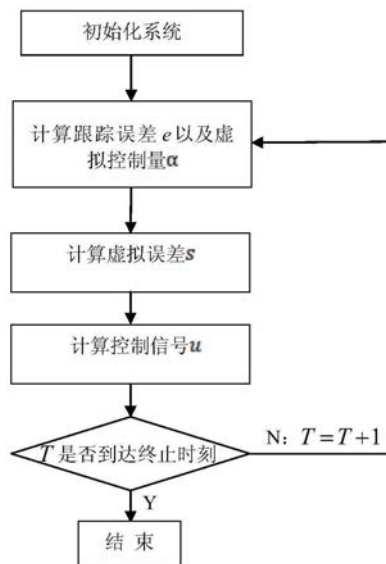 初始化系统
计算跟踪误差 e 以及虚
拟控制量α
计算虚拟误差s
计算控制信号u
T 是否到达终止时刻
N：T=T+1
Y
结 束